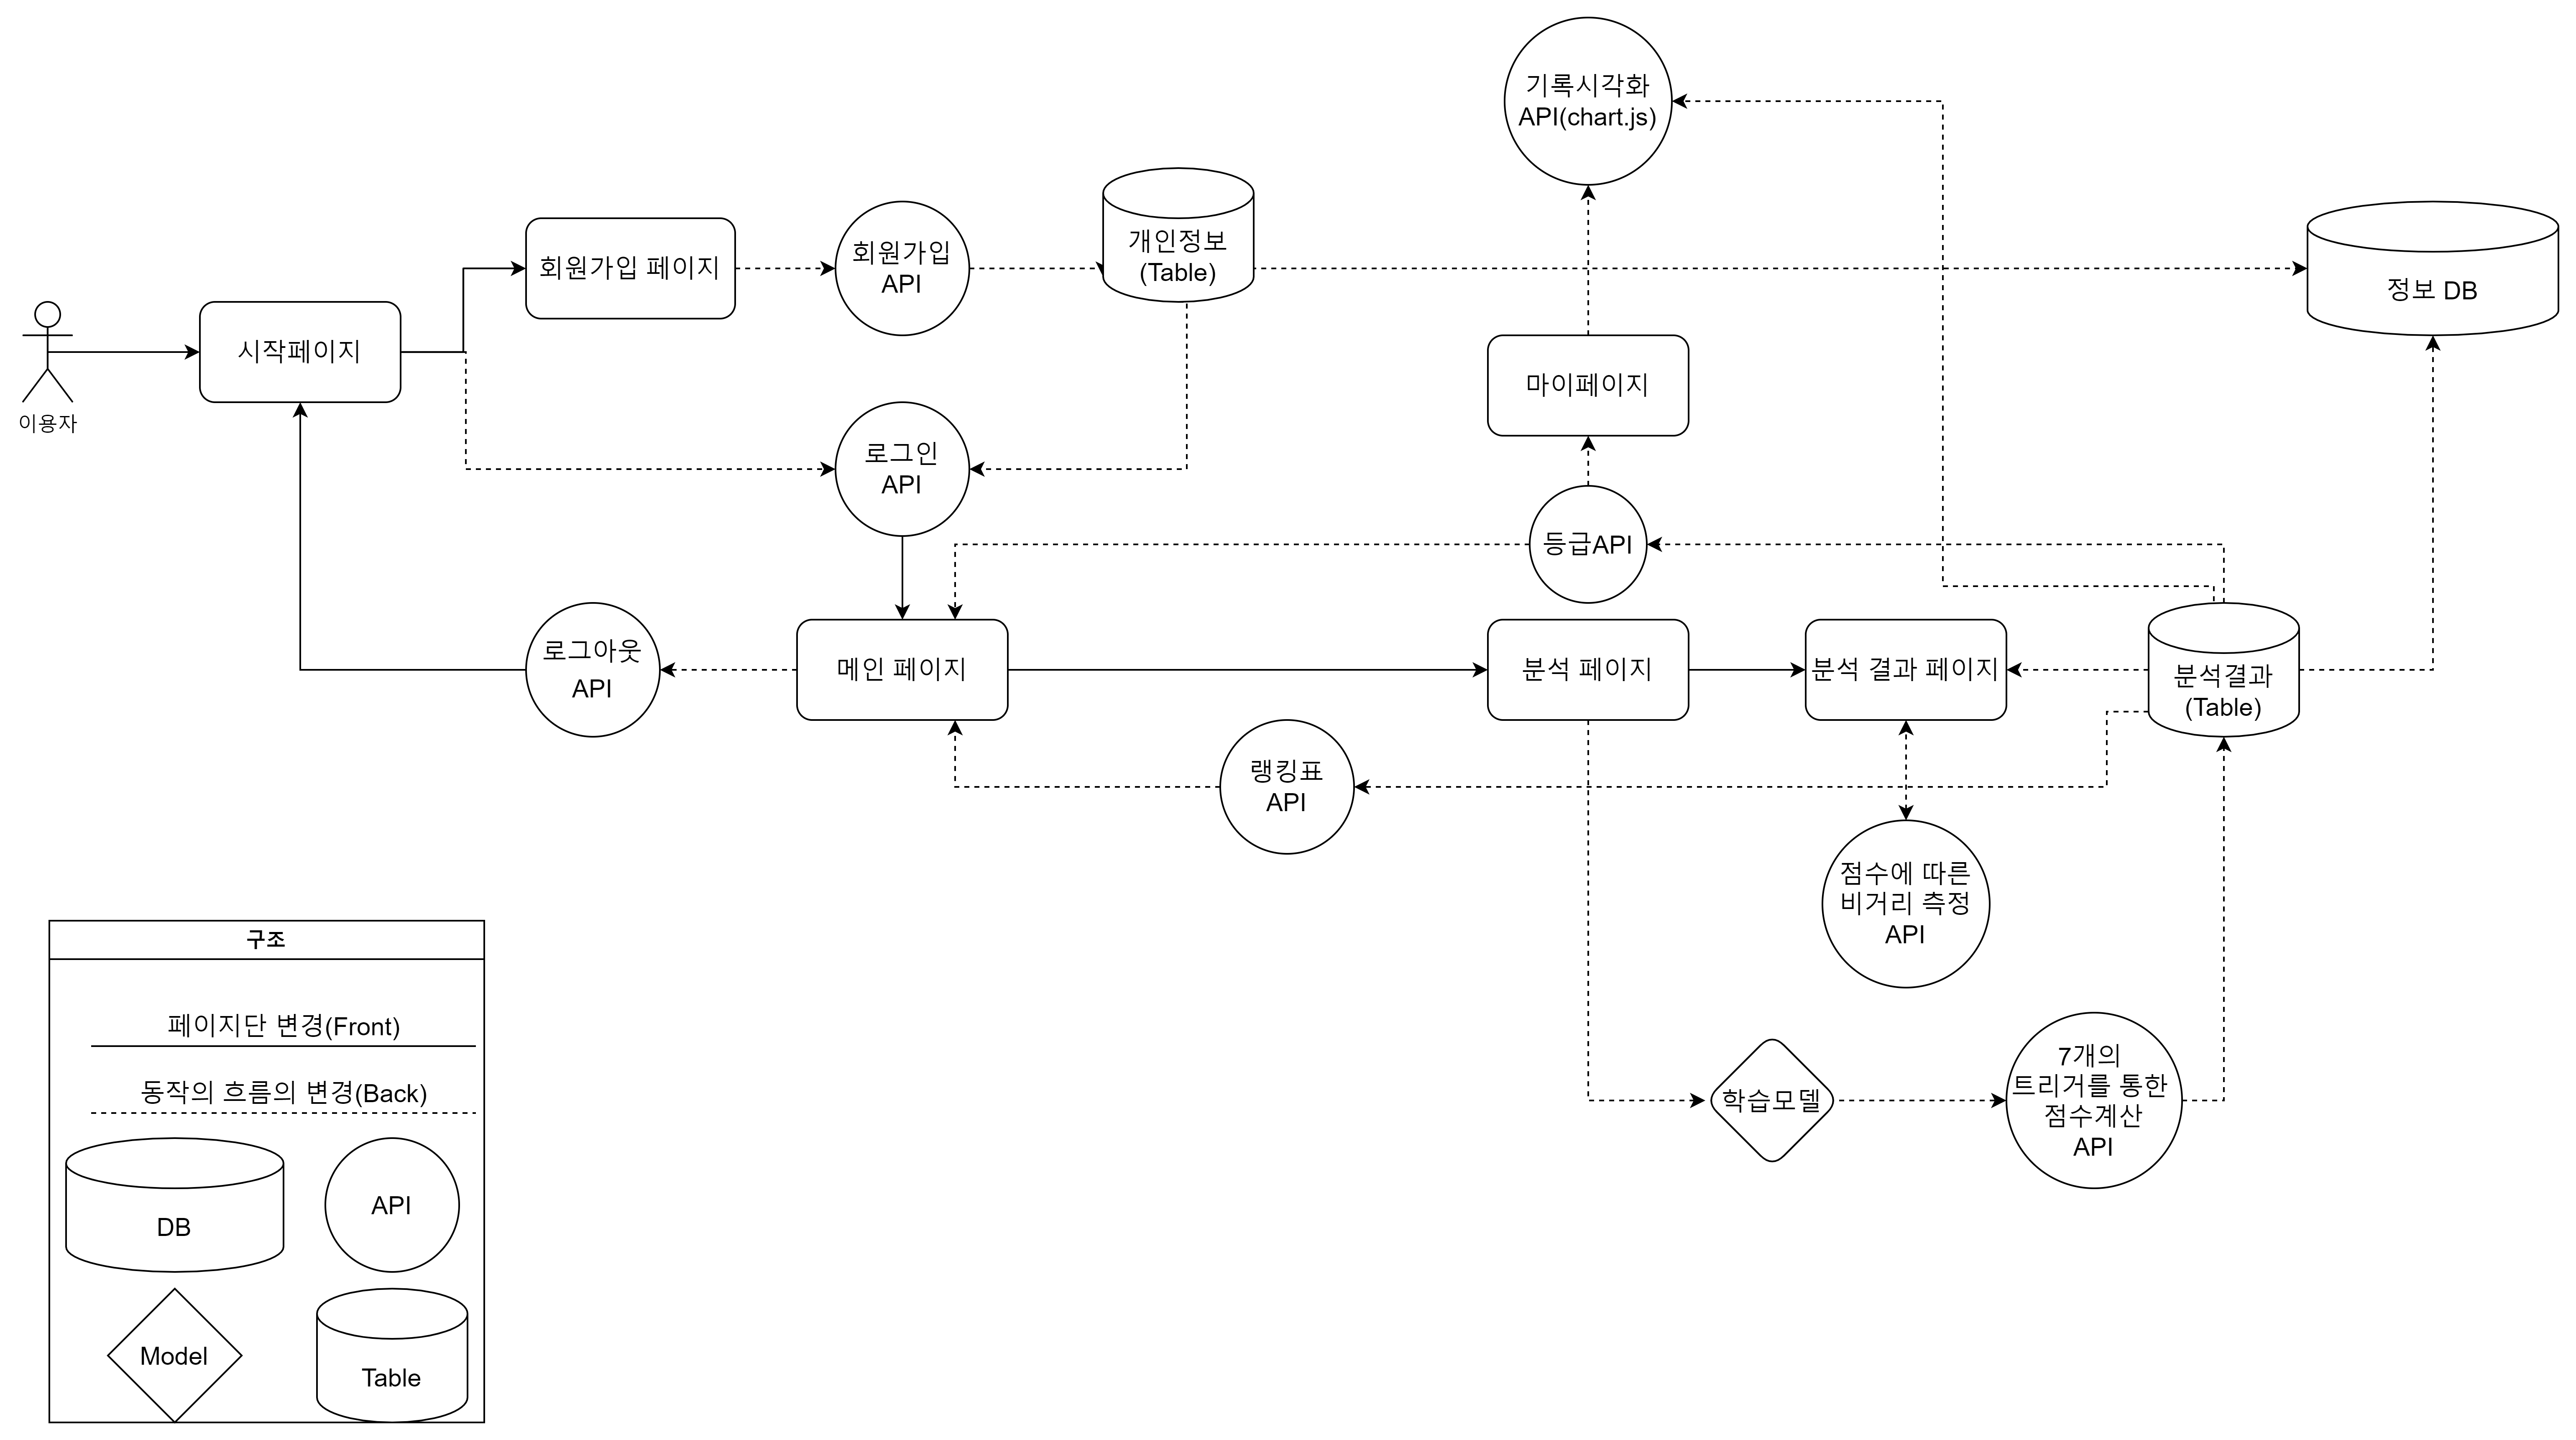 기록시각화
API(chart.js)
회원가입 페이지
회원가입
API
개인정보
(Table)
정보 DB
이용자
시작페이지
마이페이지
로그인
API
등급API
로그아웃
API
메인 페이지
분석 페이지
분석 결과 페이지
분석결과
(Table)
랭킹표
API
점수에 따른
비거리 측정
API
학습모델
7개의
트리거를 통한
점수계산
API
구조
페이지단 변경(Front)
동작의 흐름의 변경(Back)
DB
API
Model
Table